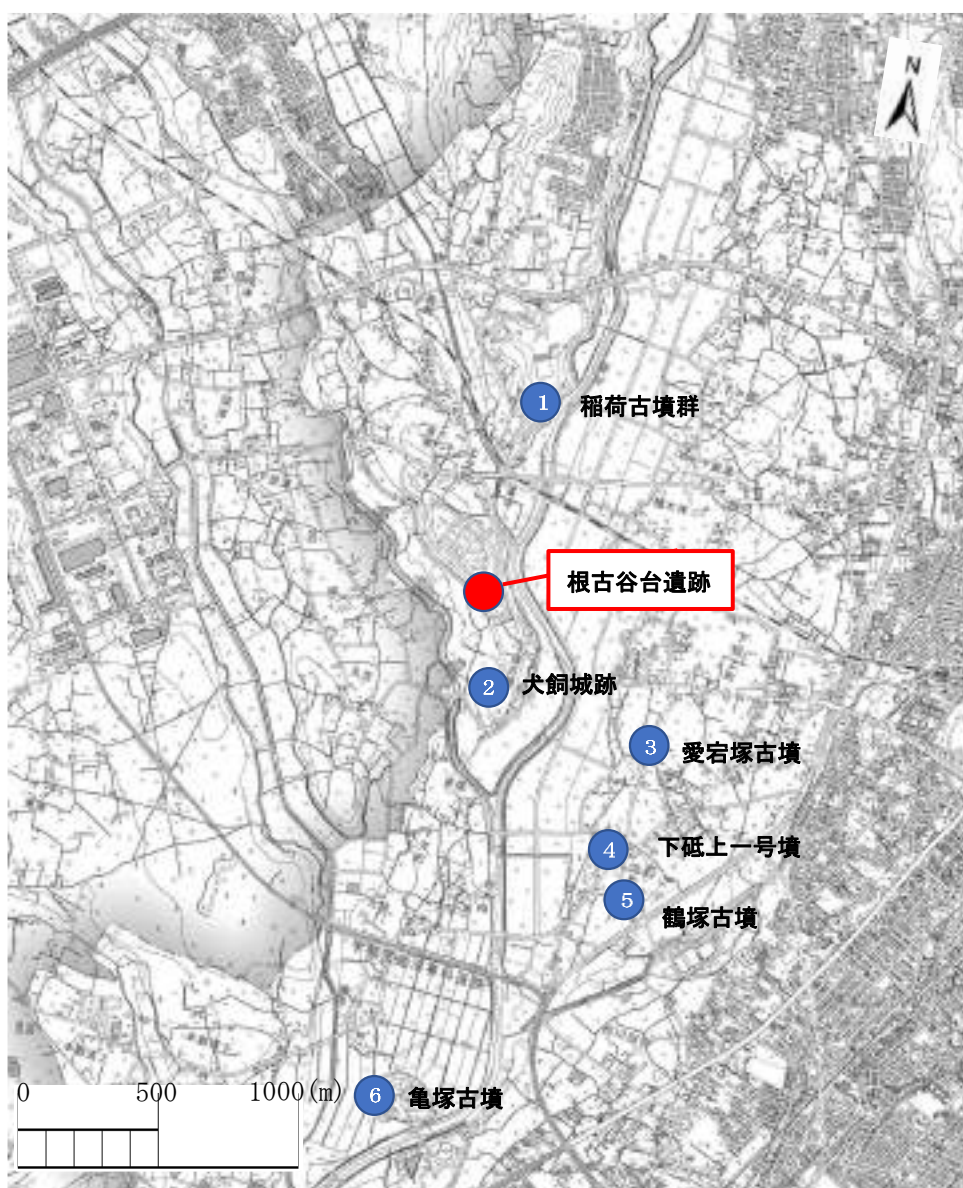 N
1 稲荷古墳群
根古谷台遺跡
2 犬飼城跡
3 愛宕塚古墳
4 下砥上一号墳
5 鶴塚古墳
6 亀塚古墳
0 500 1000(m)